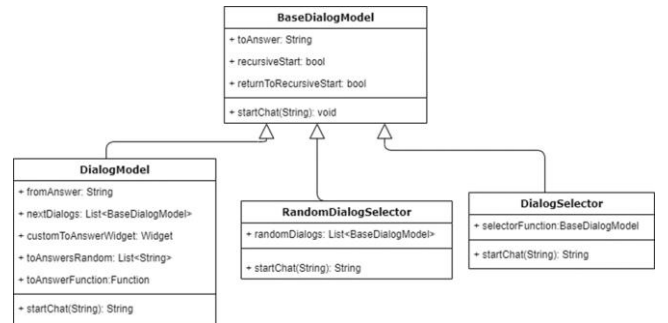 BaseDialogModel
+ toAnswer: String
+ recursiveStart: bool
+ returnToRecursiveStart: bool
+ startChat(String): void
DialogModel
+ fromAnswer: String
+ nextDialogs: List<BaseDialogModel>
+ customToAnswerWidget: Widget
+ toAnswersRandom: List<String>
+ toAnswerFunction:Function
+ startChat(String): String
RandomDialogSelector
+ randomDialogs: List<BaseDialogModel>
+ startChat(String): String
DialogSelector
+ selectorFunction:BaseDialogModel
+ startChat(String): String